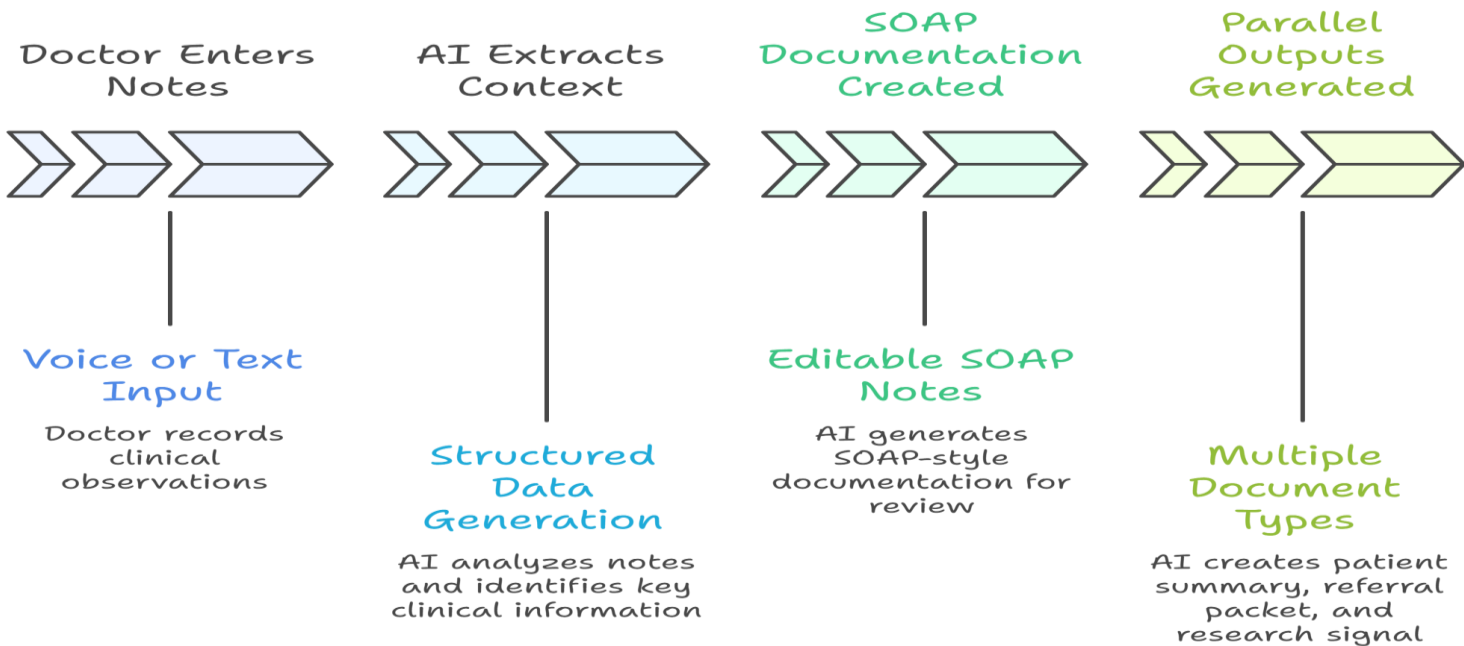 Doctor Enters
Notes
AI Extracts
Context
SOAP
Documentation
Created
Parallel
Outputs
Generated
Voice or Text
Input
Doctor records
clinical
observations
Structured
Data
Generation
AI analyzes notes
and identifies key
clinical information
Editable SOAP
Notes
AI generates
SOAP-style
documentation for
review
Multiple
Document
Types
AI creates patient
summary, referral
packet, and
research signal